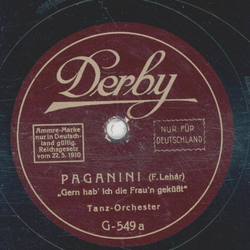 Derby
Ammre-Marke
nur in Deutsch-
land gültig.
Reichsgesetz
vom 22.5.1910
NUR FÜR
DEUTSCHLAND
PAGANINI (F. Lehár)
„Gern hab' ich die Frau'n geküßt"
Tanz-Orchester
G-549a